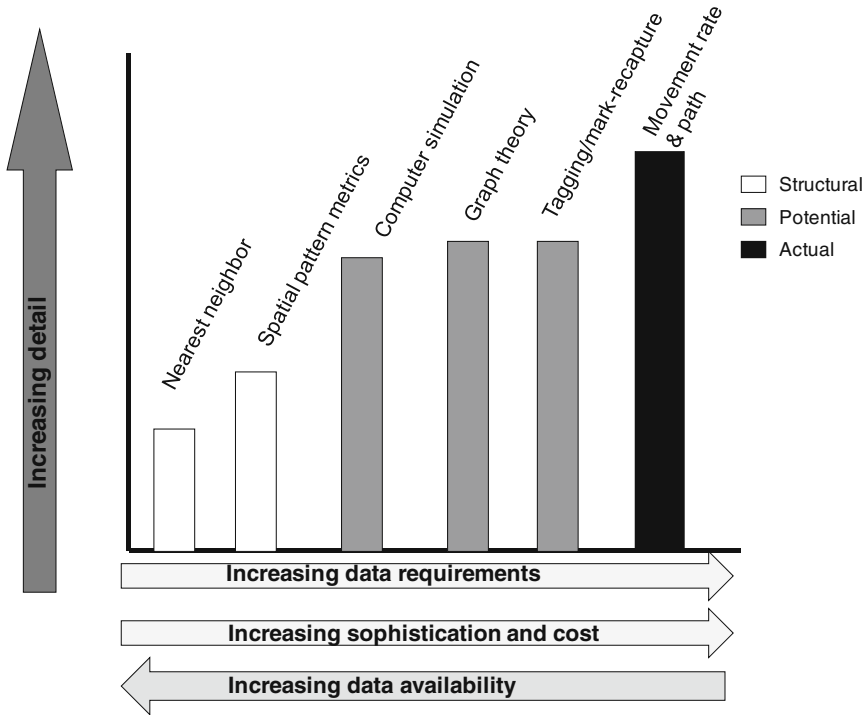 Increasing detail
Nearest neighbor
Spatial pattern metrics
Computer simulation
Graph theory
Tagging/mark-recapture
Movement rate
& path
Structural
Potential
Actual
Increasing data requirements
Increasing sophistication and cost
Increasing data availability